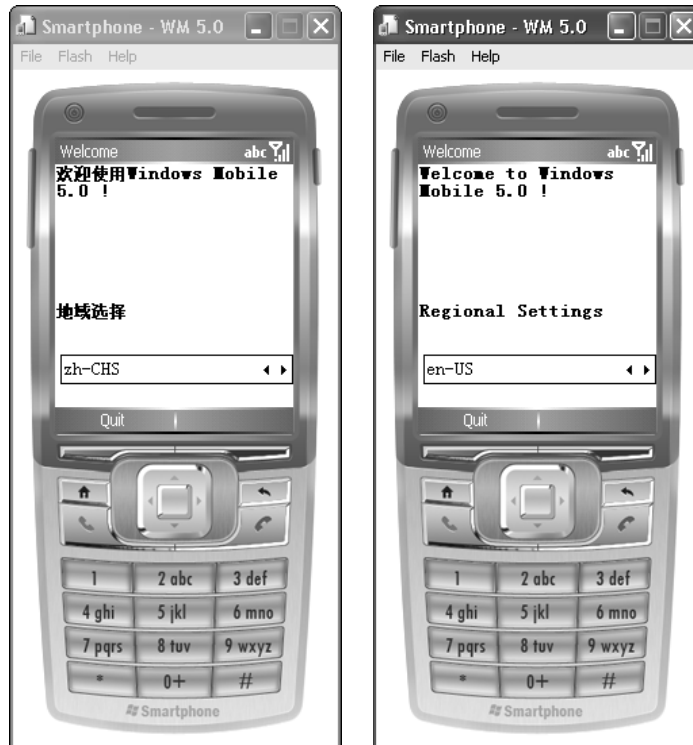 Smartphone - WM 5.0
File Flash Help
Welcome abc
欢迎使用Windows Mobile
5.0 !
地域选择
zh-CHS
Quit
1 2 abc 3 def
4 ghi 5 jkl 6 mno
7 pqrs 8 tuv 9 wxyz
* 0+ #
Smartphone
Smartphone - WM 5.0
File Flash Help
Welcome abc
Welcome to Windows
Mobile 5.0 !
Regional Settings
en-US
Quit
1 2 abc 3 def
4 ghi 5 jkl 6 mno
7 pqrs 8 tuv 9 wxyz
* 0+ #
Smartphone